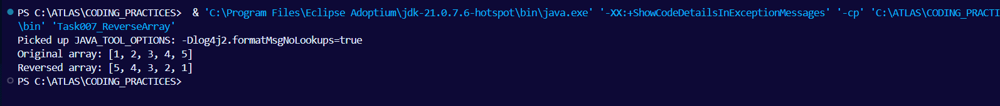 PS C:\ATLAS\CODING_PRACTICES>  & 'C:\Program Files\Eclipse Adoptium\jdk-21.0.7.6-hotspot\bin\java.exe' '-XX:+ShowCodeDetailsInExceptionMessages' '-cp' 'C:\ATLAS\CODING_PRACTI
\bin' 'Task007_ReverseArray'
Picked up JAVA_TOOL_OPTIONS: -Dlog4j2.formatMsgNoLookups=true
Original array: [1, 2, 3, 4, 5]
Reversed array: [5, 4, 3, 2, 1]
PS C:\ATLAS\CODING_PRACTICES>